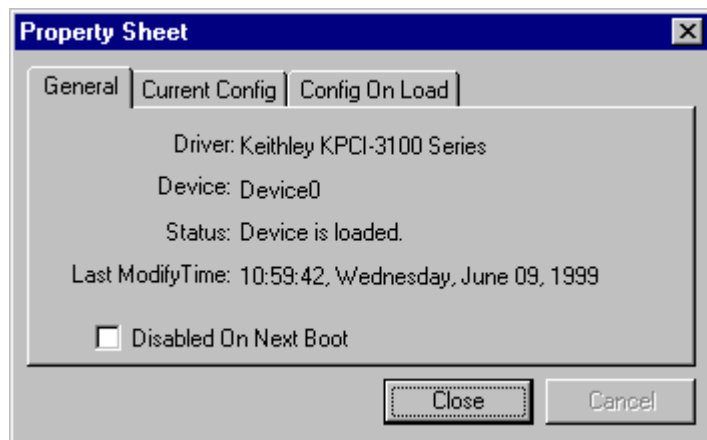 Property Sheet
General Current Config Config On Load
Driver: Keithley KPCI-3100 Series
Device: Device0
Status: Device is loaded.
Last ModifyTime: 10:59:42, Wednesday, June 09, 1999
Disabled On Next Boot
Close Cancel